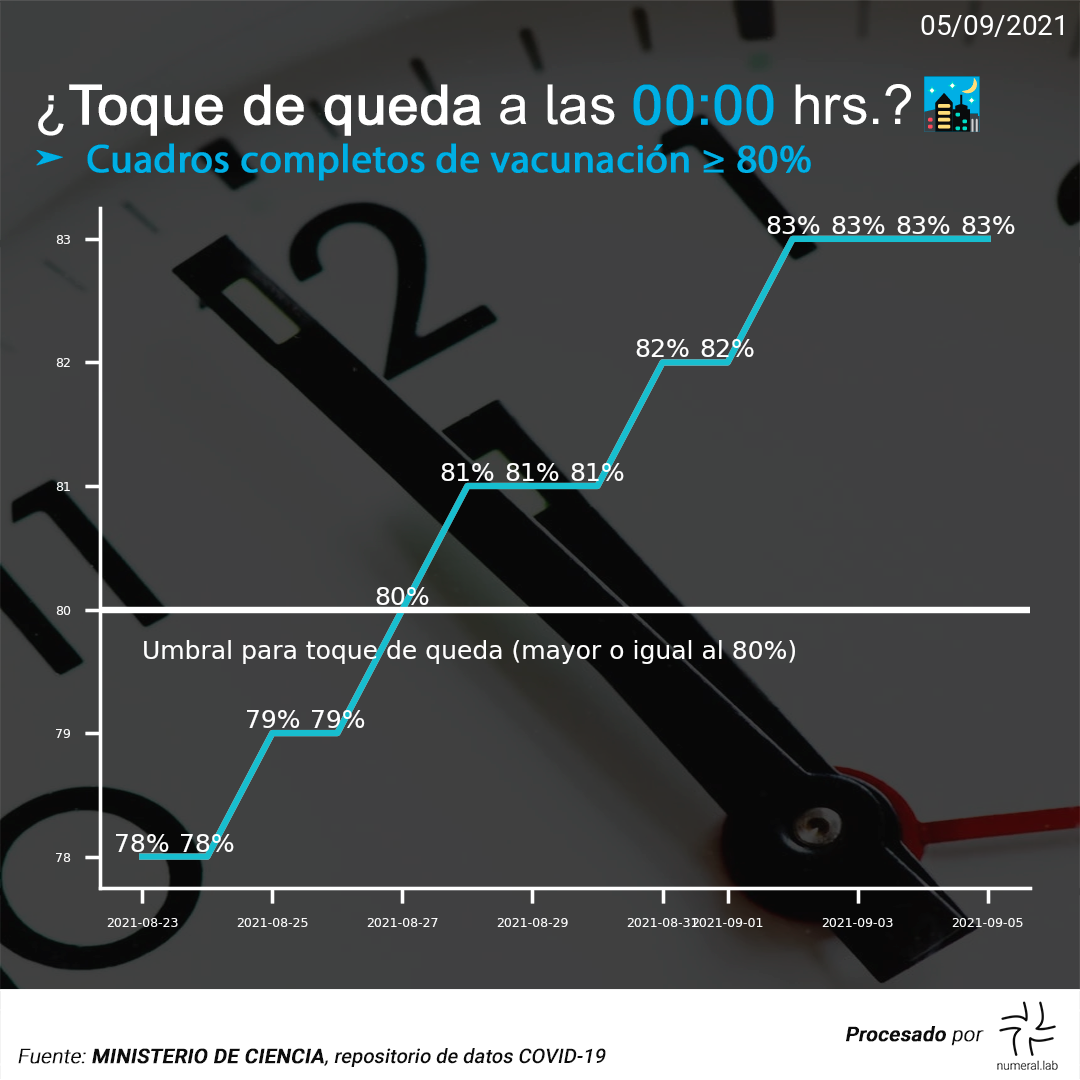 05/09/2021
¿Toque de queda a las 00:00 hrs.?
➤ Cuadros completos de vacunación ≥ 80%
83% 83% 83% 83%
83
82% 82%
82
81% 81% 81%
81
80%
80
Umbral para toque de queda (mayor o igual al 80%)
79% 79%
79
78% 78%
78
2021-08-23 2021-08-25 2021-08-27 2021-08-29 2021-08-31 2021-09-01 2021-09-03 2021-09-05
12
1
11
10
Procesado por
numeral.lab
Fuente: MINISTERIO DE CIENCIA, repositorio de datos COVID-19